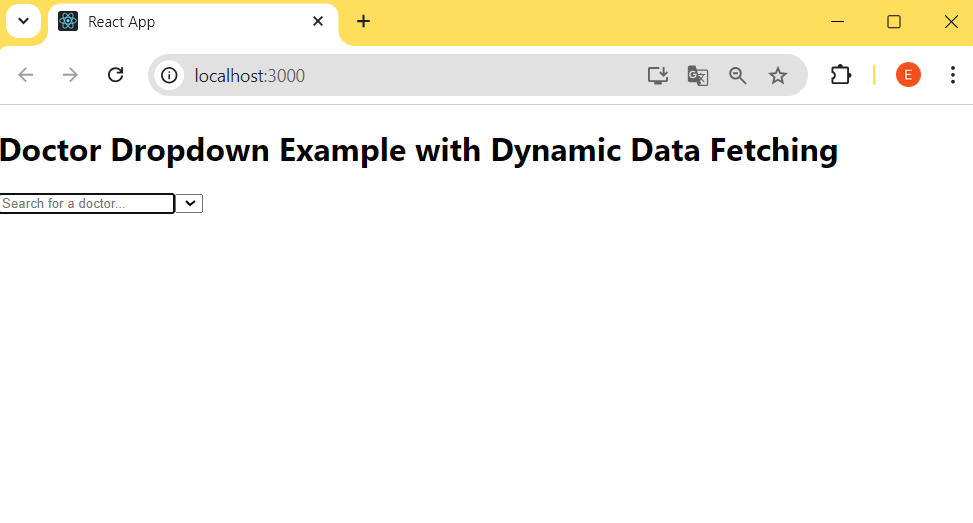 React App
localhost:3000
E
Doctor Dropdown Example with Dynamic Data Fetching
Search for a doctor...